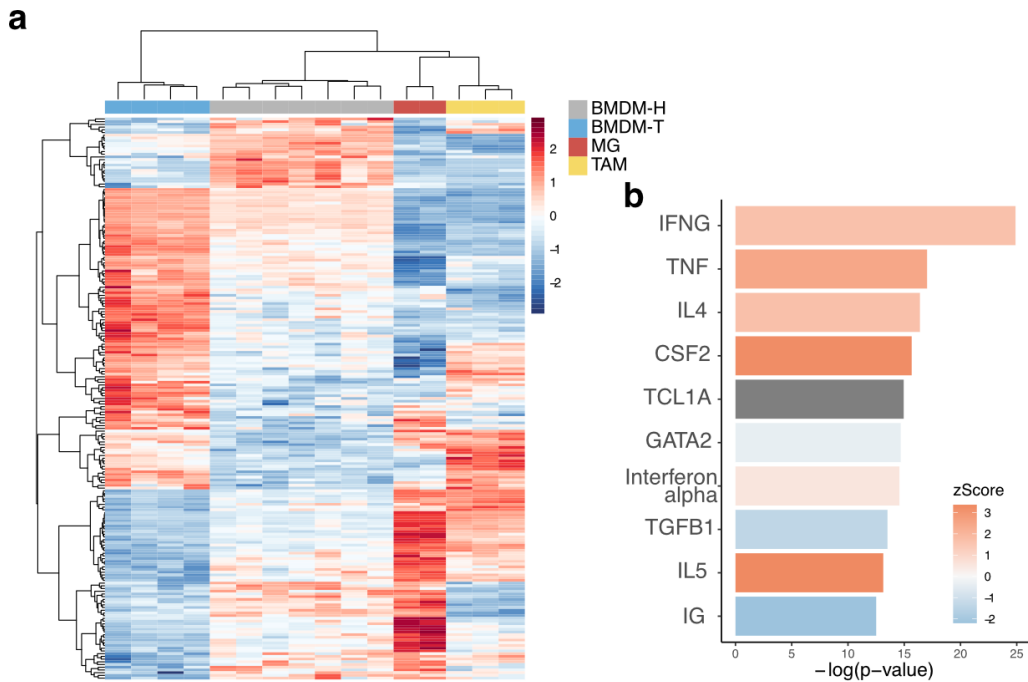 a
BMDM-H
BMDM-T
MG
TAM
2
1
0
−1
−2
b
IFNG
TNF
IL4
CSF2
TCL1A
GATA2
Interferon
alpha
TGFB1
IL5
IG
zScore
3
2
1
0
−1
−2
0 5 10 15 20 25
−log(p-value)